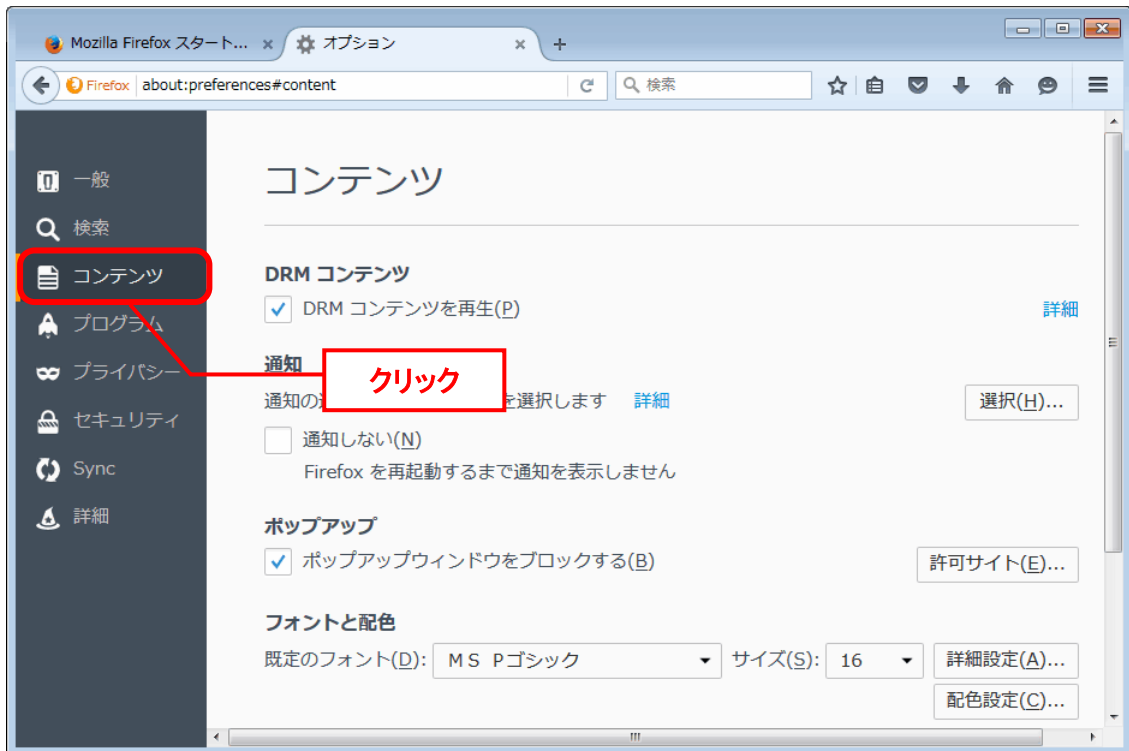 Mozilla Firefox スタート...
オプション
Firefox about:preferences#content
検索
一般
検索
コンテンツ
プログラム
プライバシー
セキュリティ
Sync
詳細
コンテンツ
DRM コンテンツ
DRM コンテンツを再生(P)
詳細
通知
クリック
通知の
を選択します
詳細
選択(H)...
通知しない(N)
Firefox を再起動するまで通知を表示しません
ポップアップ
ポップアップウィンドウをブロックする(B)
許可サイト(E)...
フォントと配色
既定のフォント(D): ＭＳ Ｐゴシック サイズ(S): 16 詳細設定(A)...
配色設定(C)...